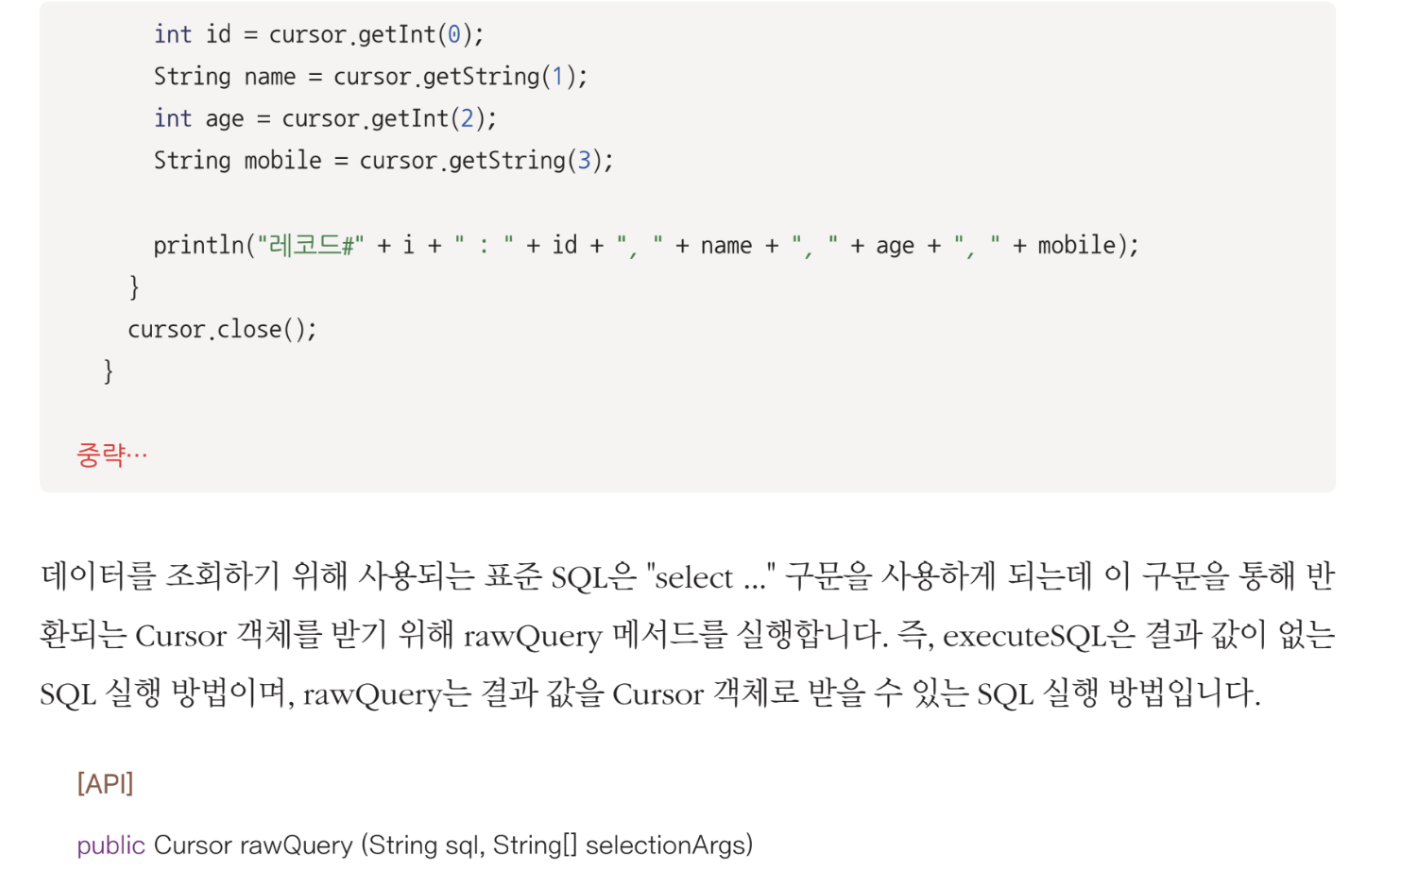 int id = cursor.getInt(0);
String name = cursor.getString(1);
int age = cursor.getInt(2);
String mobile = cursor.getString(3);
println("레코드#" + i + " : " + id + ", " + name + ", " + age + ", " + mobile);
}
cursor.close();
}
중략…
데이터를 조회하기 위해 사용되는 표준 SQL은 "select ..." 구문을 사용하게 되는데 이 구문을 통해 반
환되는 Cursor 객체를 받기 위해 rawQuery 메서드를 실행합니다. 즉, executeSQL은 결과 값이 없는
SQL 실행 방법이며, rawQuery는 결과 값을 Cursor 객체로 받을 수 있는 SQL 실행 방법입니다.
[API]
public Cursor rawQuery (String sql, String[] selectionArgs)